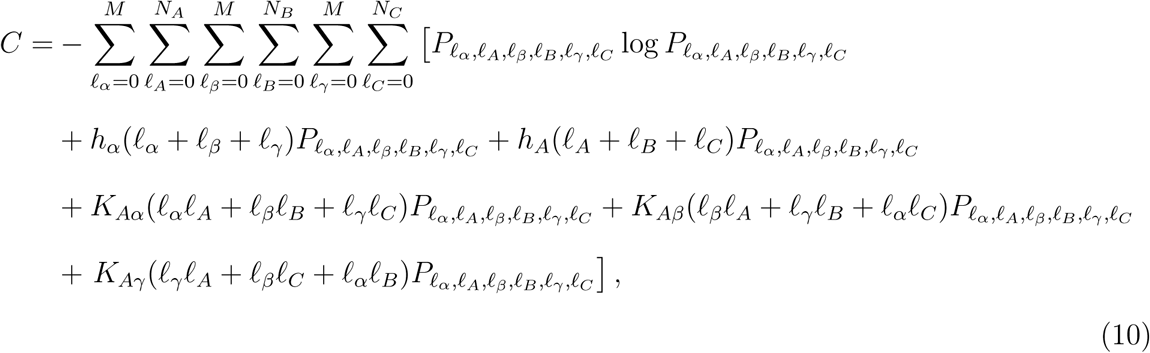 C = − \sum_{\ell_\alpha=0}^{M} \sum_{\ell_A=0}^{N_A} \sum_{\ell_\beta=0}^{M} \sum_{\ell_B=0}^{N_B} \sum_{\ell_\gamma=0}^{M} \sum_{\ell_C=0}^{N_C} [P_{\ell_\alpha,\ell_A,\ell_\beta,\ell_B,\ell_\gamma,\ell_C} \log P_{\ell_\alpha,\ell_A,\ell_\beta,\ell_B,\ell_\gamma,\ell_C}
+ h_\alpha(\ell_\alpha + \ell_\beta + \ell_\gamma)P_{\ell_\alpha,\ell_A,\ell_\beta,\ell_B,\ell_\gamma,\ell_C} + h_A(\ell_A + \ell_B + \ell_C)P_{\ell_\alpha,\ell_A,\ell_\beta,\ell_B,\ell_\gamma,\ell_C}
+ K_{A\alpha}(\ell_\alpha\ell_A + \ell_\beta\ell_B + \ell_\gamma\ell_C)P_{\ell_\alpha,\ell_A,\ell_\beta,\ell_B,\ell_\gamma,\ell_C} + K_{A\beta}(\ell_\beta\ell_A + \ell_\gamma\ell_B + \ell_\alpha\ell_C)P_{\ell_\alpha,\ell_A,\ell_\beta,\ell_B,\ell_\gamma,\ell_C}
+ K_{A\gamma}(\ell_\gamma\ell_A + \ell_\beta\ell_C + \ell_\alpha\ell_B)P_{\ell_\alpha,\ell_A,\ell_\beta,\ell_B,\ell_\gamma,\ell_C}] ,
(10)